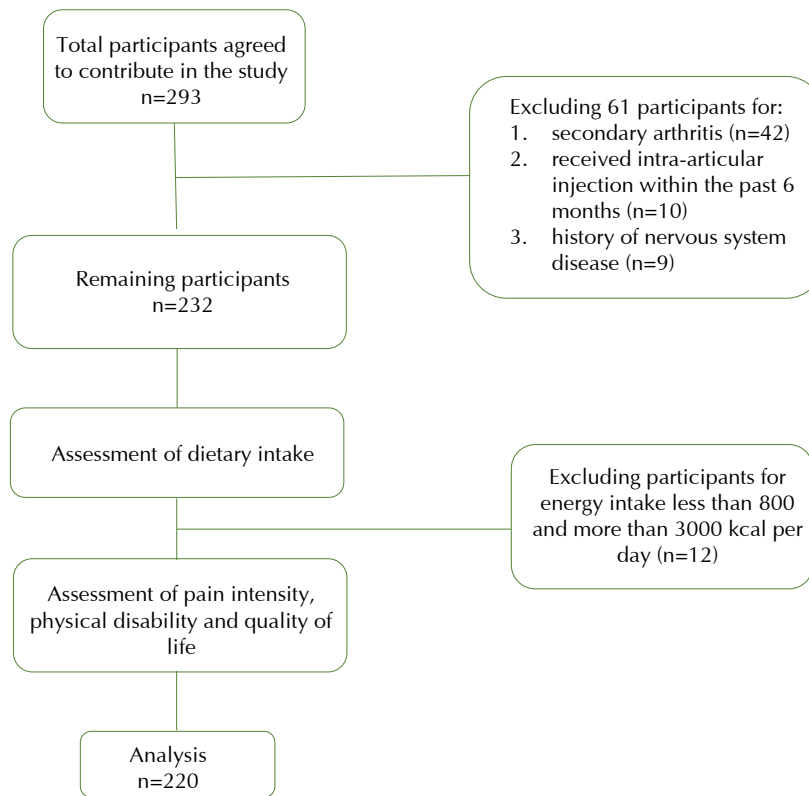 Total participants agreed
to contribute in the study
n=293
Excluding 61 participants for:
1. secondary arthritis (n=42)
2. received intra-articular
injection within the past 6
months (n=10)
3. history of nervous system
disease (n=9)
Remaining participants
n=232
Assessment of dietary intake
Excluding participants for
energy intake less than 800
and more than 3000 kcal per
day (n=12)
Assessment of pain intensity,
physical disability and quality of
life
Analysis
n=220